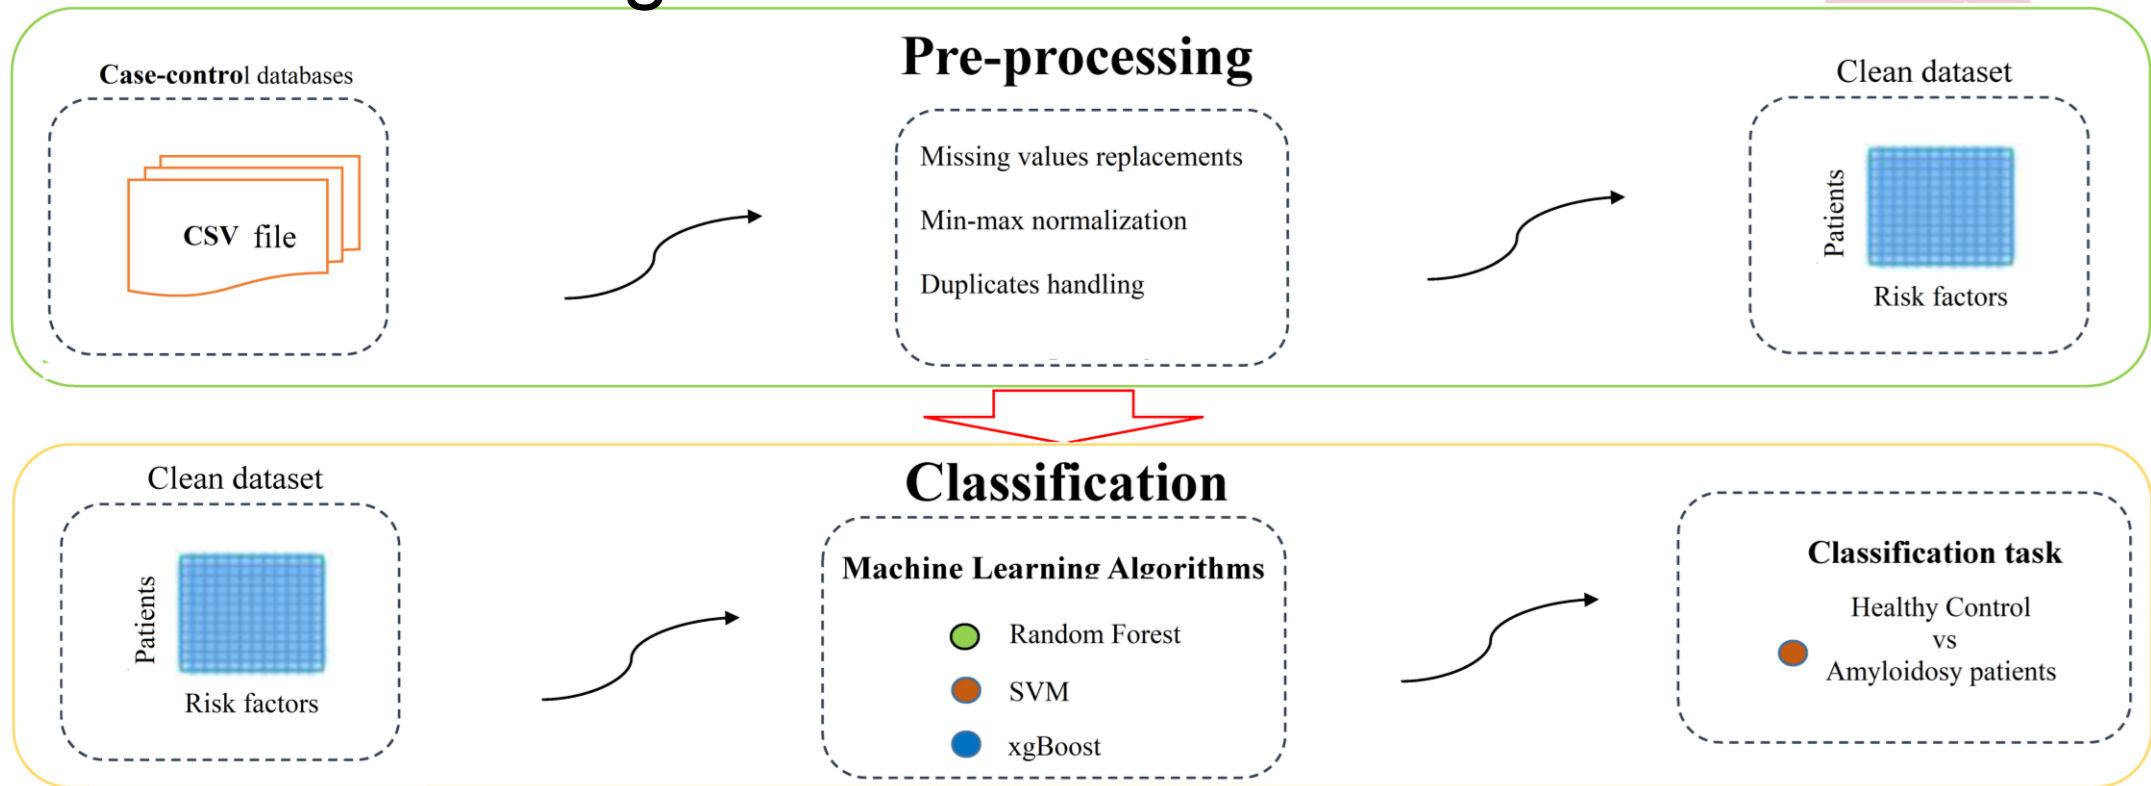 Pre-processing
Case-control databases
CSV file
Missing values replacements
Min-max normalization
Duplicates handling
Clean dataset
Patients
Risk factors
Classification
Clean dataset
Patients
Risk factors
Machine Learning Algorithms
Random Forest
SVM
xgBoost
Classification task
Healthy Control
vs
Amyloidosy patients